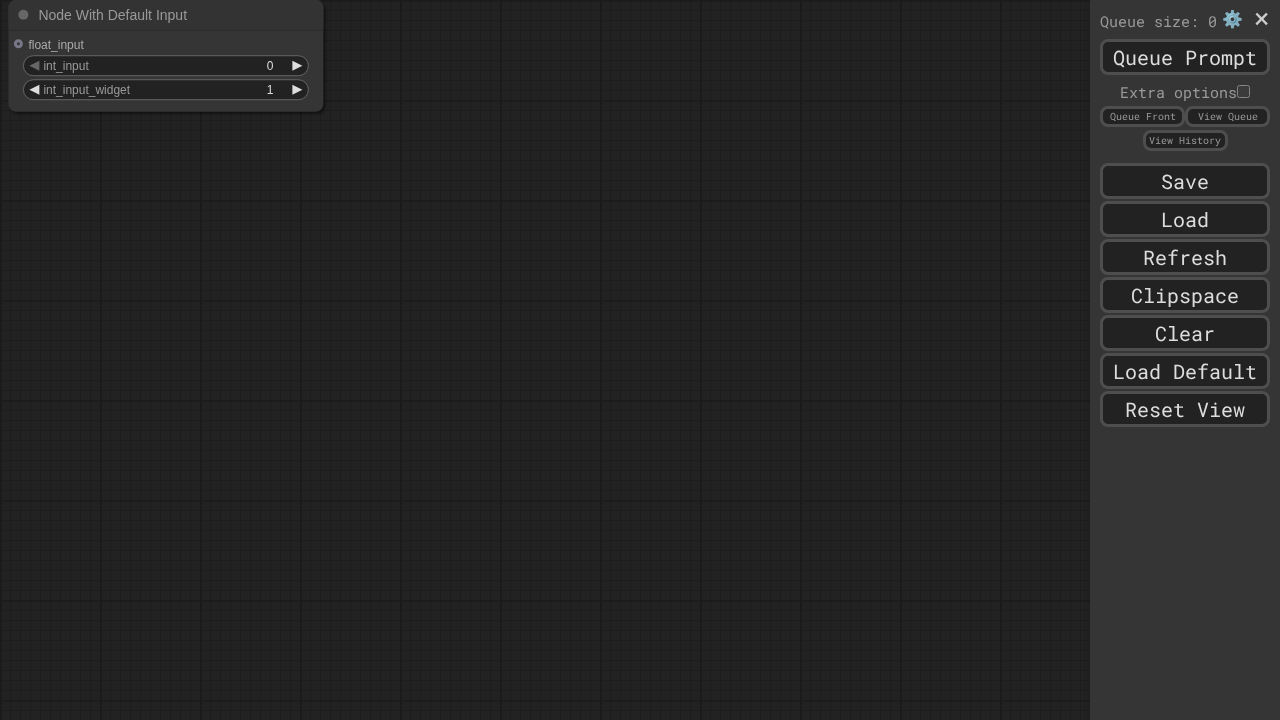 Node With Default Input
float_input
int_input 0
int_input_widget 1
Queue size: 0
Queue Prompt
Extra options
Queue Front View Queue
View History
Save
Load
Refresh
Clipspace
Clear
Load Default
Reset View